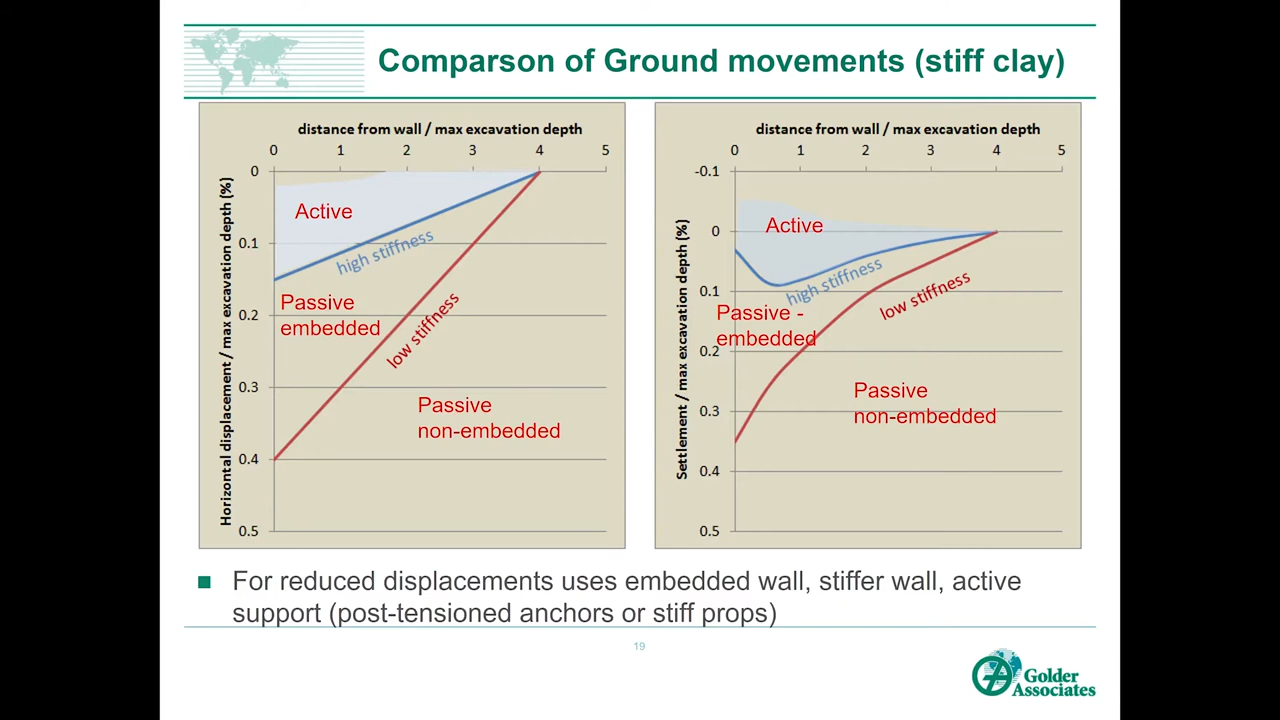 Comparson of Ground movements (stiff clay)
distance from wall / max excavation depth
0 1 2 3 4 5
0
0.1
0.2
0.3
0.4
0.5
Horizontal displacement / max excavation depth (%)
Active
high stiffness
Passive
embedded
low stiffness
Passive
non-embedded
distance from wall / max excavation depth
0 1 2 3 4 5
-0.1
0
0.1
0.2
0.3
0.4
0.5
Settlement / max excavation depth (%)
Active
high stiffness
low stiffness
Passive -
embedded
Passive
non-embedded
For reduced displacements uses embedded wall, stiffer wall, active
support (post-tensioned anchors or stiff props)
19
Golder
Associates